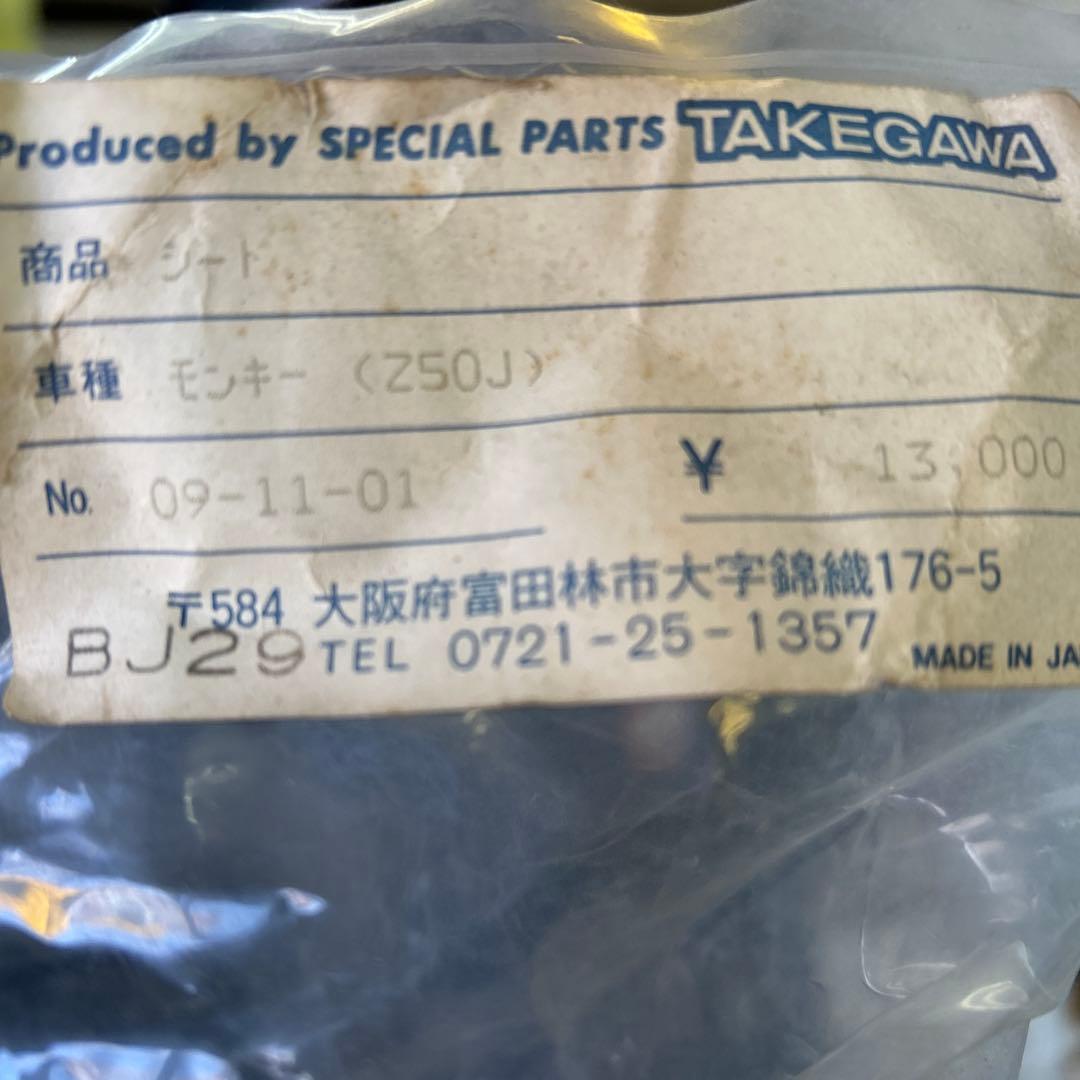 Produced by SPECIAL PARTS TAKEGAWA
商品 シート
車種 モンキー (Z50J)
No. 09-11-01 ¥ 13,000
〒584 大阪府富田林市大字錦織176-5
BJ29 TEL 0721-25-1357 MADE IN JA